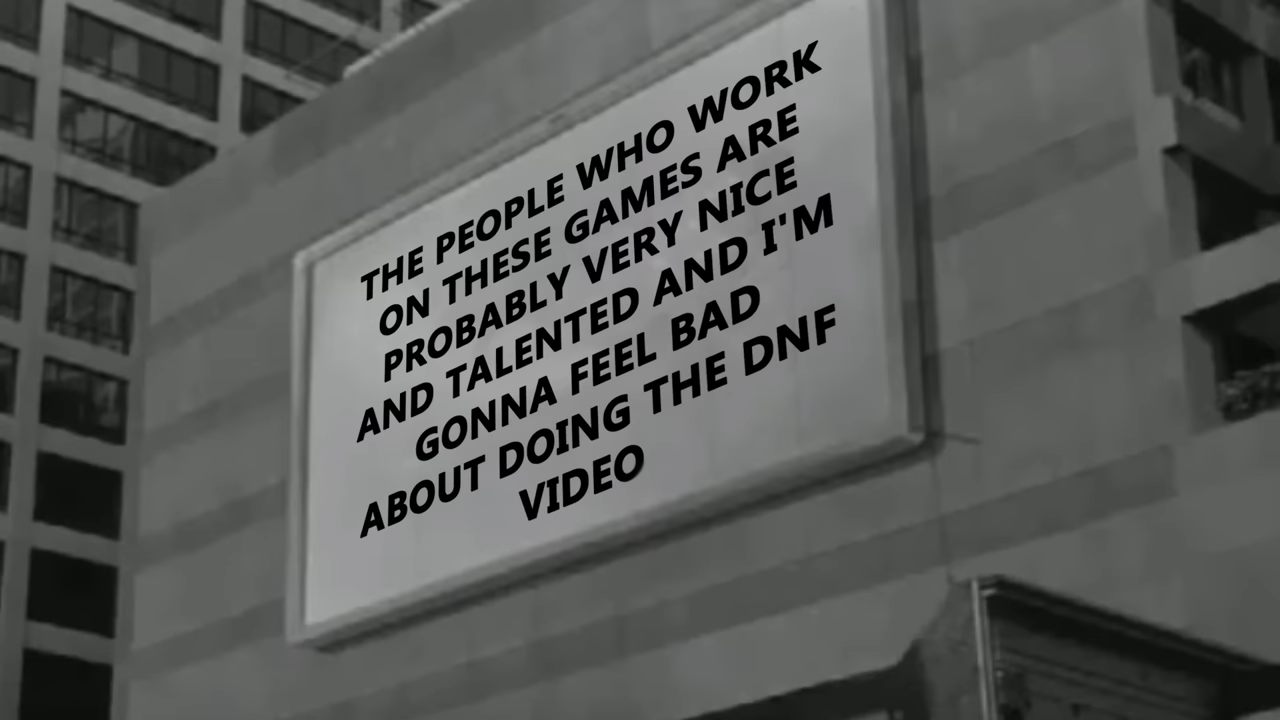 THE PEOPLE WHO WORK
ON THESE GAMES ARE
PROBABLY VERY NICE
AND TALENTED AND I'M
GONNA FEEL BAD
ABOUT DOING THE DNF
VIDEO